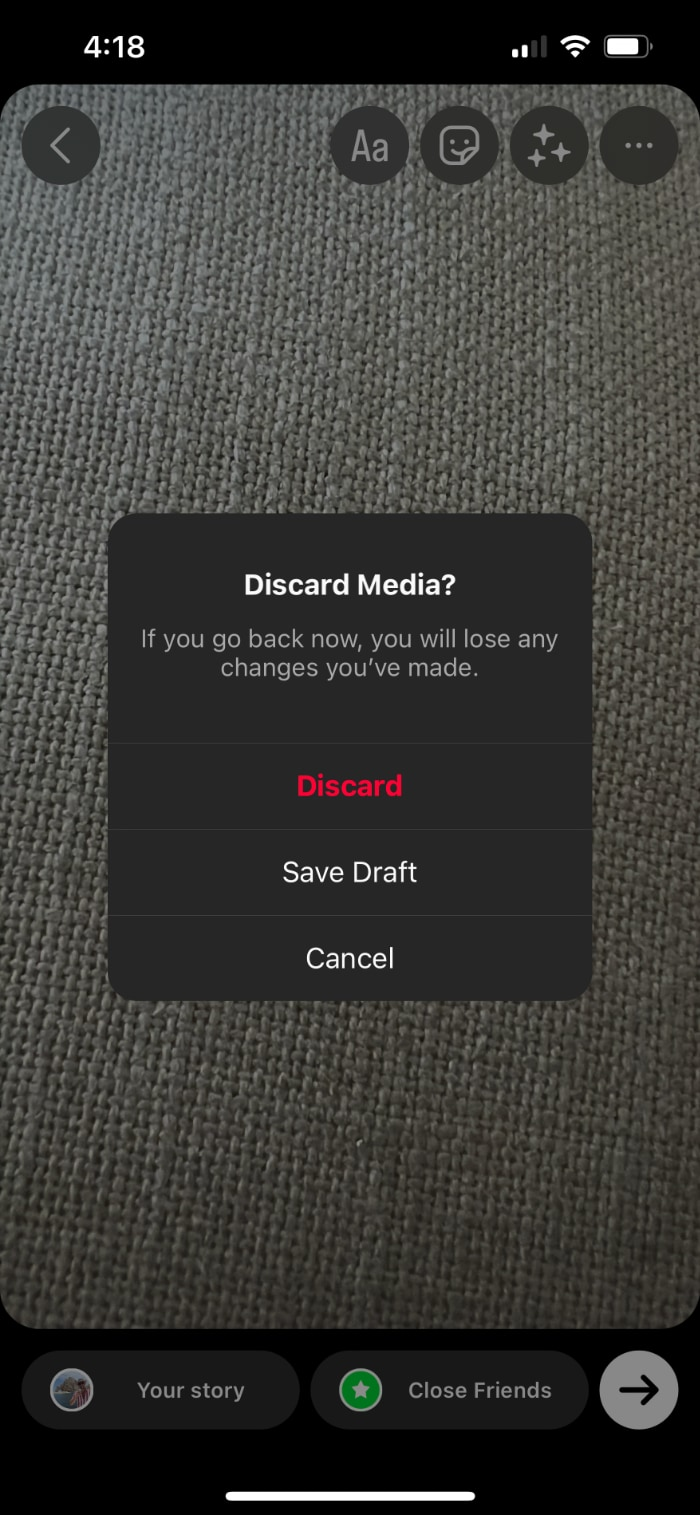 4:18
Aa
Discard Media?
If you go back now, you will lose any
changes you’ve made.
Discard
Save Draft
Cancel
Your story
Close Friends